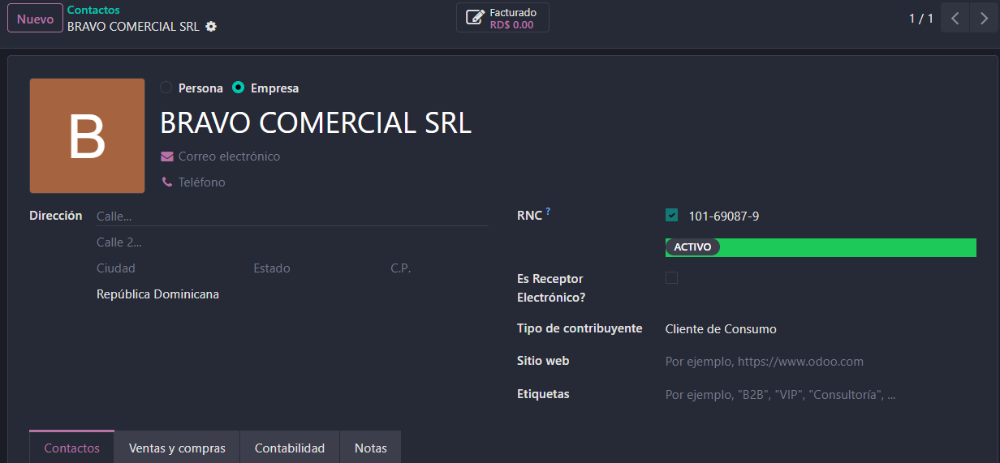 Nuevo
Contactos
BRAVO COMERCIAL SRL
Facturado
RD$ 0.00
1 / 1
B
Persona
Empresa
BRAVO COMERCIAL SRL
Correo electrónico
Teléfono
Dirección
Calle...
Calle 2...
Ciudad
Estado
C.P.
República Dominicana
RNC ?
101-69087-9
ACTIVO
Es Receptor
Electrónico?
Tipo de contribuyente
Cliente de Consumo
Sitio web
Por ejemplo, https://www.odoo.com
Etiquetas
Por ejemplo, "B2B", "VIP", "Consultoría", ...
Contactos
Ventas y compras
Contabilidad
Notas